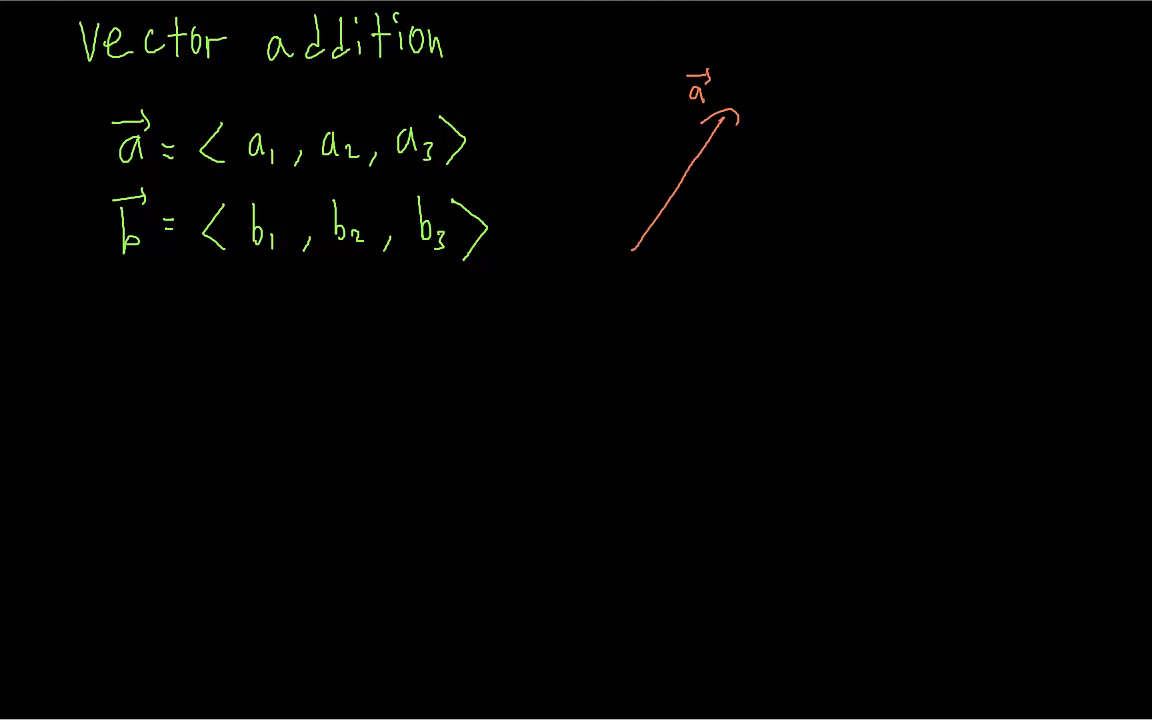 vector addition
a⃗ = < a₁ , a₂ , a₃ >
b⃗ = < b₁ , b₂ , b₃ >
a⃗